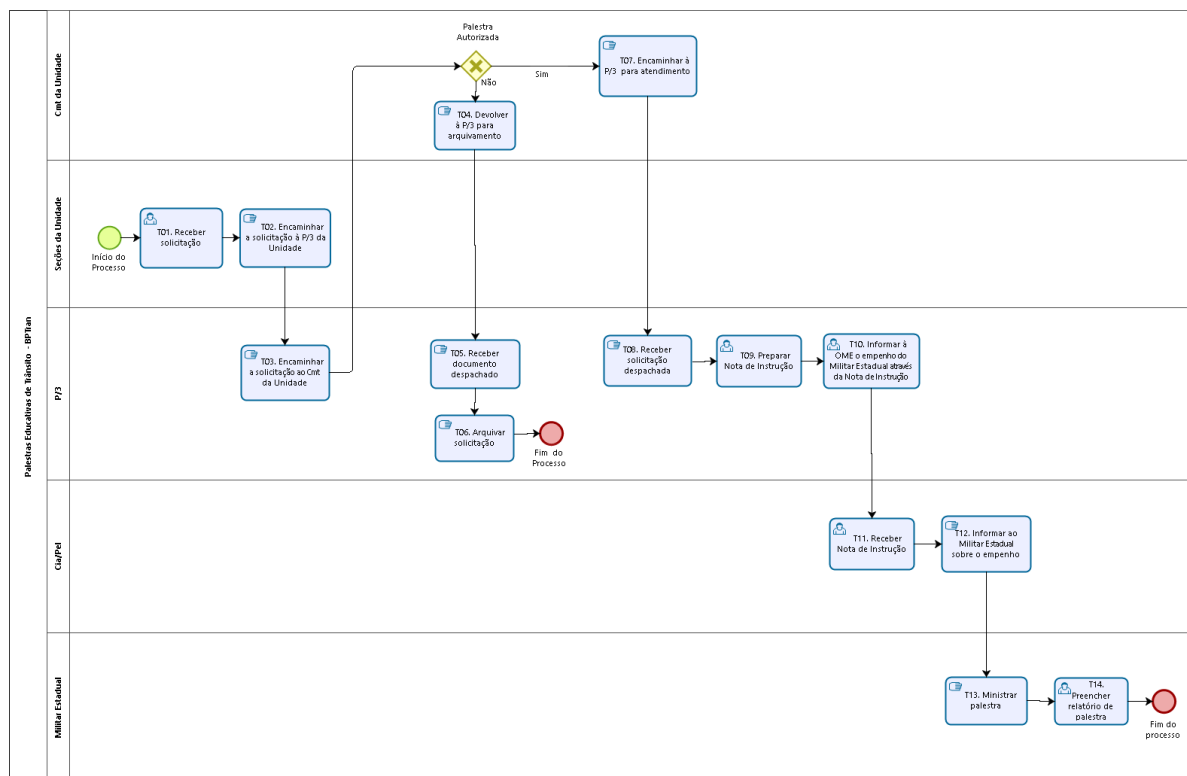 Palestras Educativas de Trânsito - BPTran
Cmt da Unidade
Palestra
Autorizada
Sim
Não
T04. Devolver
à P/3 para
arquivamento
T07. Encaminhar à
P/3 para atendimento
Seções da Unidade
Início do
Processo
T01. Receber
solicitação
T02. Encaminhar
a solicitação à P/3 da
Unidade
P/3
T03. Encaminhar
a solicitação ao Cmt
da Unidade
T05. Receber
documento
despachado
T06. Arquivar
solicitação
Fim do
Processo
T08. Receber
solicitação
despachada
T09. Preparar
Nota de Instrução
T10. Informar à
OME o empenho do
Militar Estadual através
da Nota de Instrução
Cia/Pel
T11. Receber
Nota de Instrução
T12. Informar ao
Militar Estadual
sobre o empenho
Militar Estadual
T13. Ministrar
palestra
T14.
Preencher
relatório de
palestra
Fim do
processo